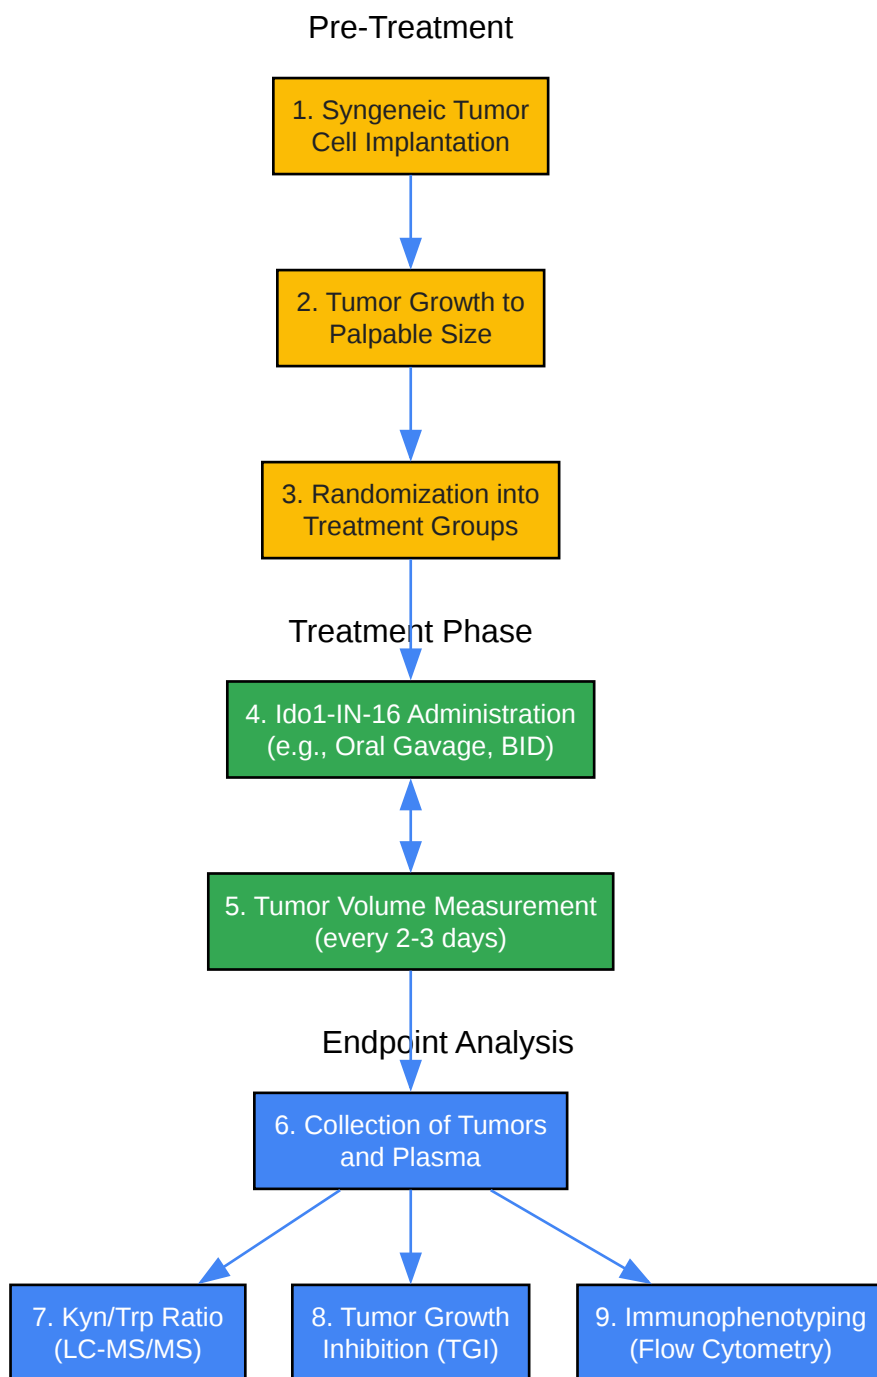 Pre-Treatment
1. Syngeneic Tumor
Cell Implantation
2. Tumor Growth to
Palpable Size
3. Randomization into
Treatment Groups
Treatment Phase
4. Ido1-IN-16 Administration
(e.g., Oral Gavage, BID)
5. Tumor Volume Measurement
(every 2-3 days)
Endpoint Analysis
6. Collection of Tumors
and Plasma
7. Kyn/Trp Ratio
(LC-MS/MS)
8. Tumor Growth
Inhibition (TGI)
9. Immunophenotyping
(Flow Cytometry)